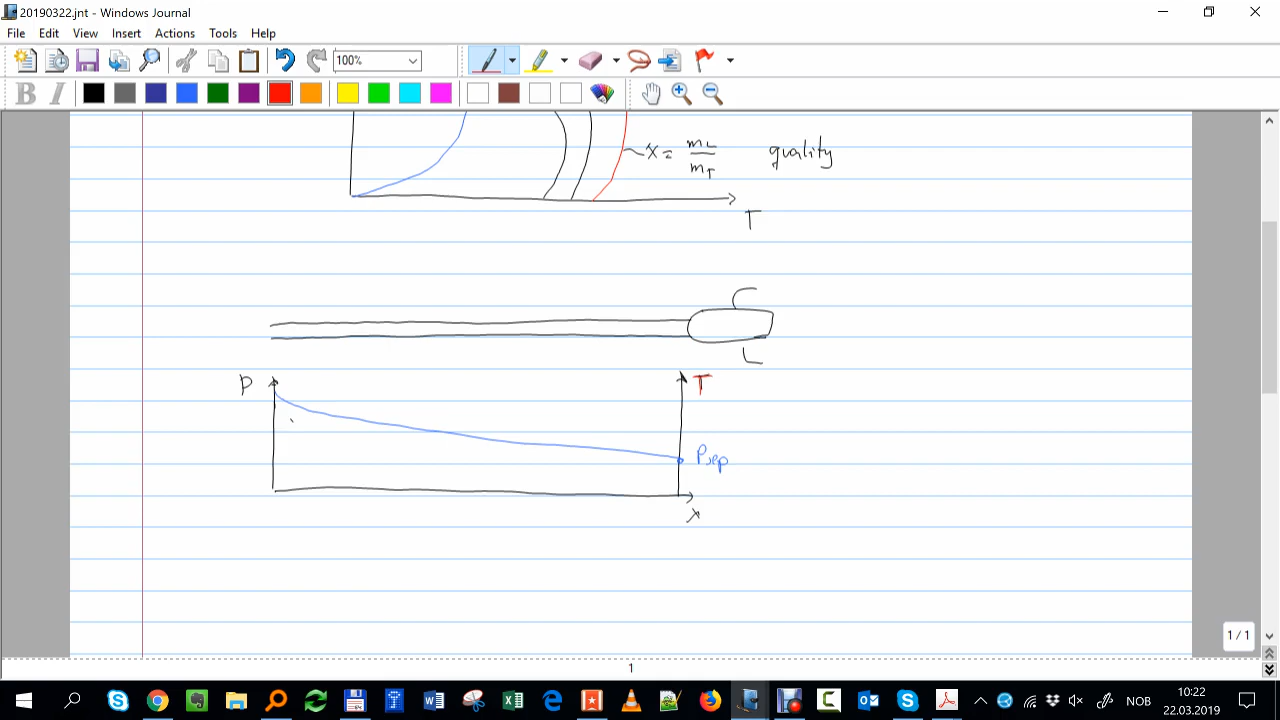 20190322.jnt - Windows Journal
File Edit View Insert Actions Tools Help
100%
B I
x = mL/mT quality
T
G
L
P T
Psep
x
1 / 1
1
NOB
10:22
22.03.2019